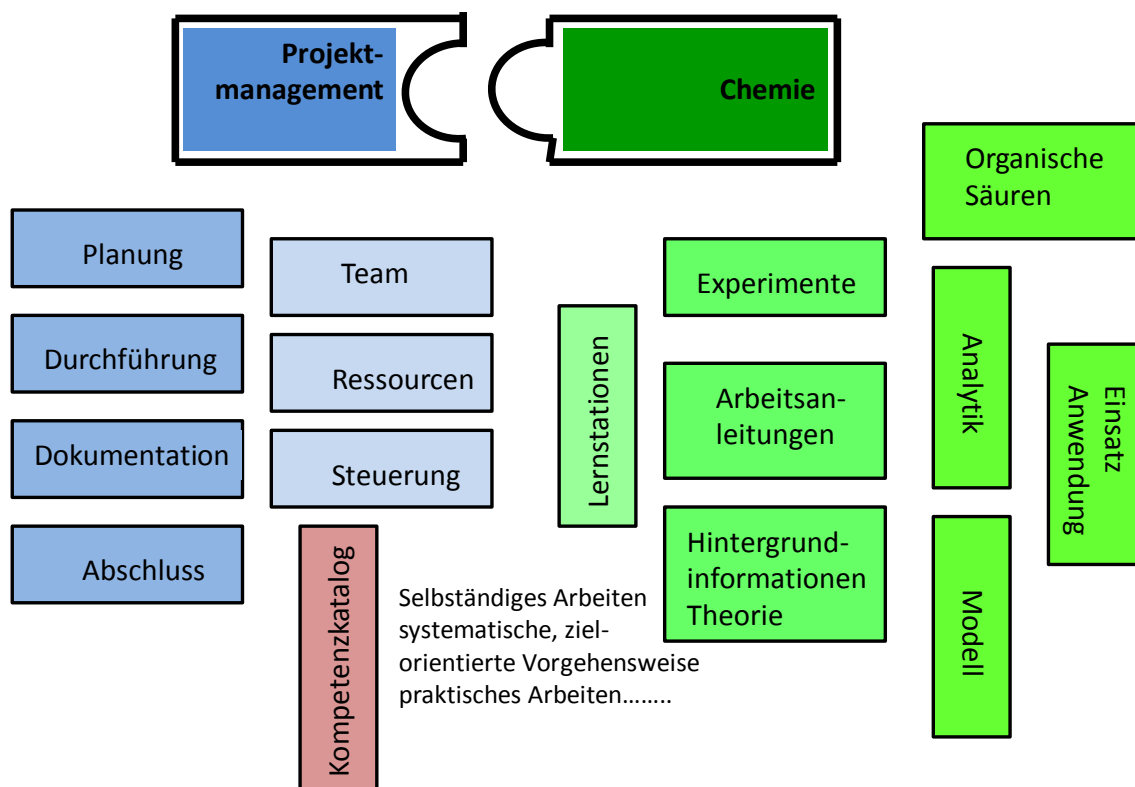 Projekt-
management
Chemie
Organische
Säuren
Planung
Team
Experimente
Durchführung
Ressourcen
Lernstationen
Arbeitsan-
leitungen
Analytik
Einsatz
Anwendung
Dokumentation
Steuerung
Abschluss
Kompetenzkatalog
Selbständiges Arbeiten
systematische, ziel-
orientierte Vorgehensweise
praktisches Arbeiten……..
Hintergrund-
informationen
Theorie
Modell